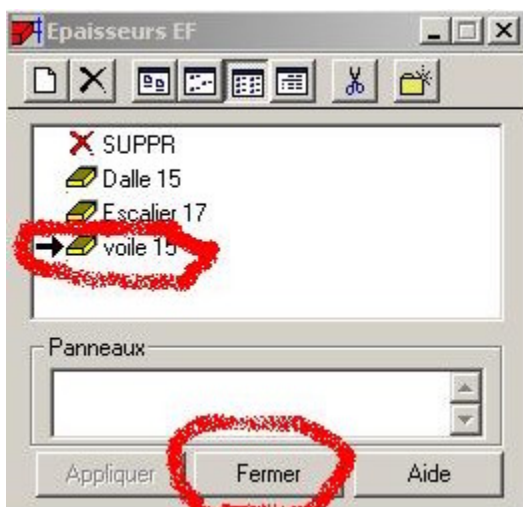 Epaisseurs EF
SUPPR
Dalle 15
Escalier 17
voile 15
Panneaux
Appliquer Fermer Aide